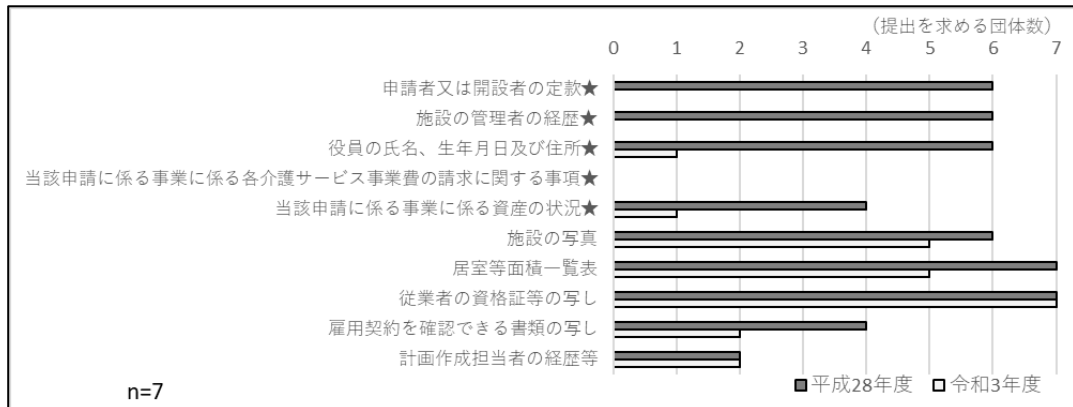 （提出を求める団体数）
0 1 2 3 4 5 6 7
申請者又は開設者の定款★
施設の管理者の経歴★
役員の氏名、生年月日及び住所★
当該申請に係る事業に係る各介護サービス事業費の請求に関する事項★
当該申請に係る事業に係る資産の状況★
施設の写真
居室等面積一覧表
従業者の資格証等の写し
雇用契約を確認できる書類の写し
計画作成担当者の経歴等
n=7
平成28年度 令和3年度